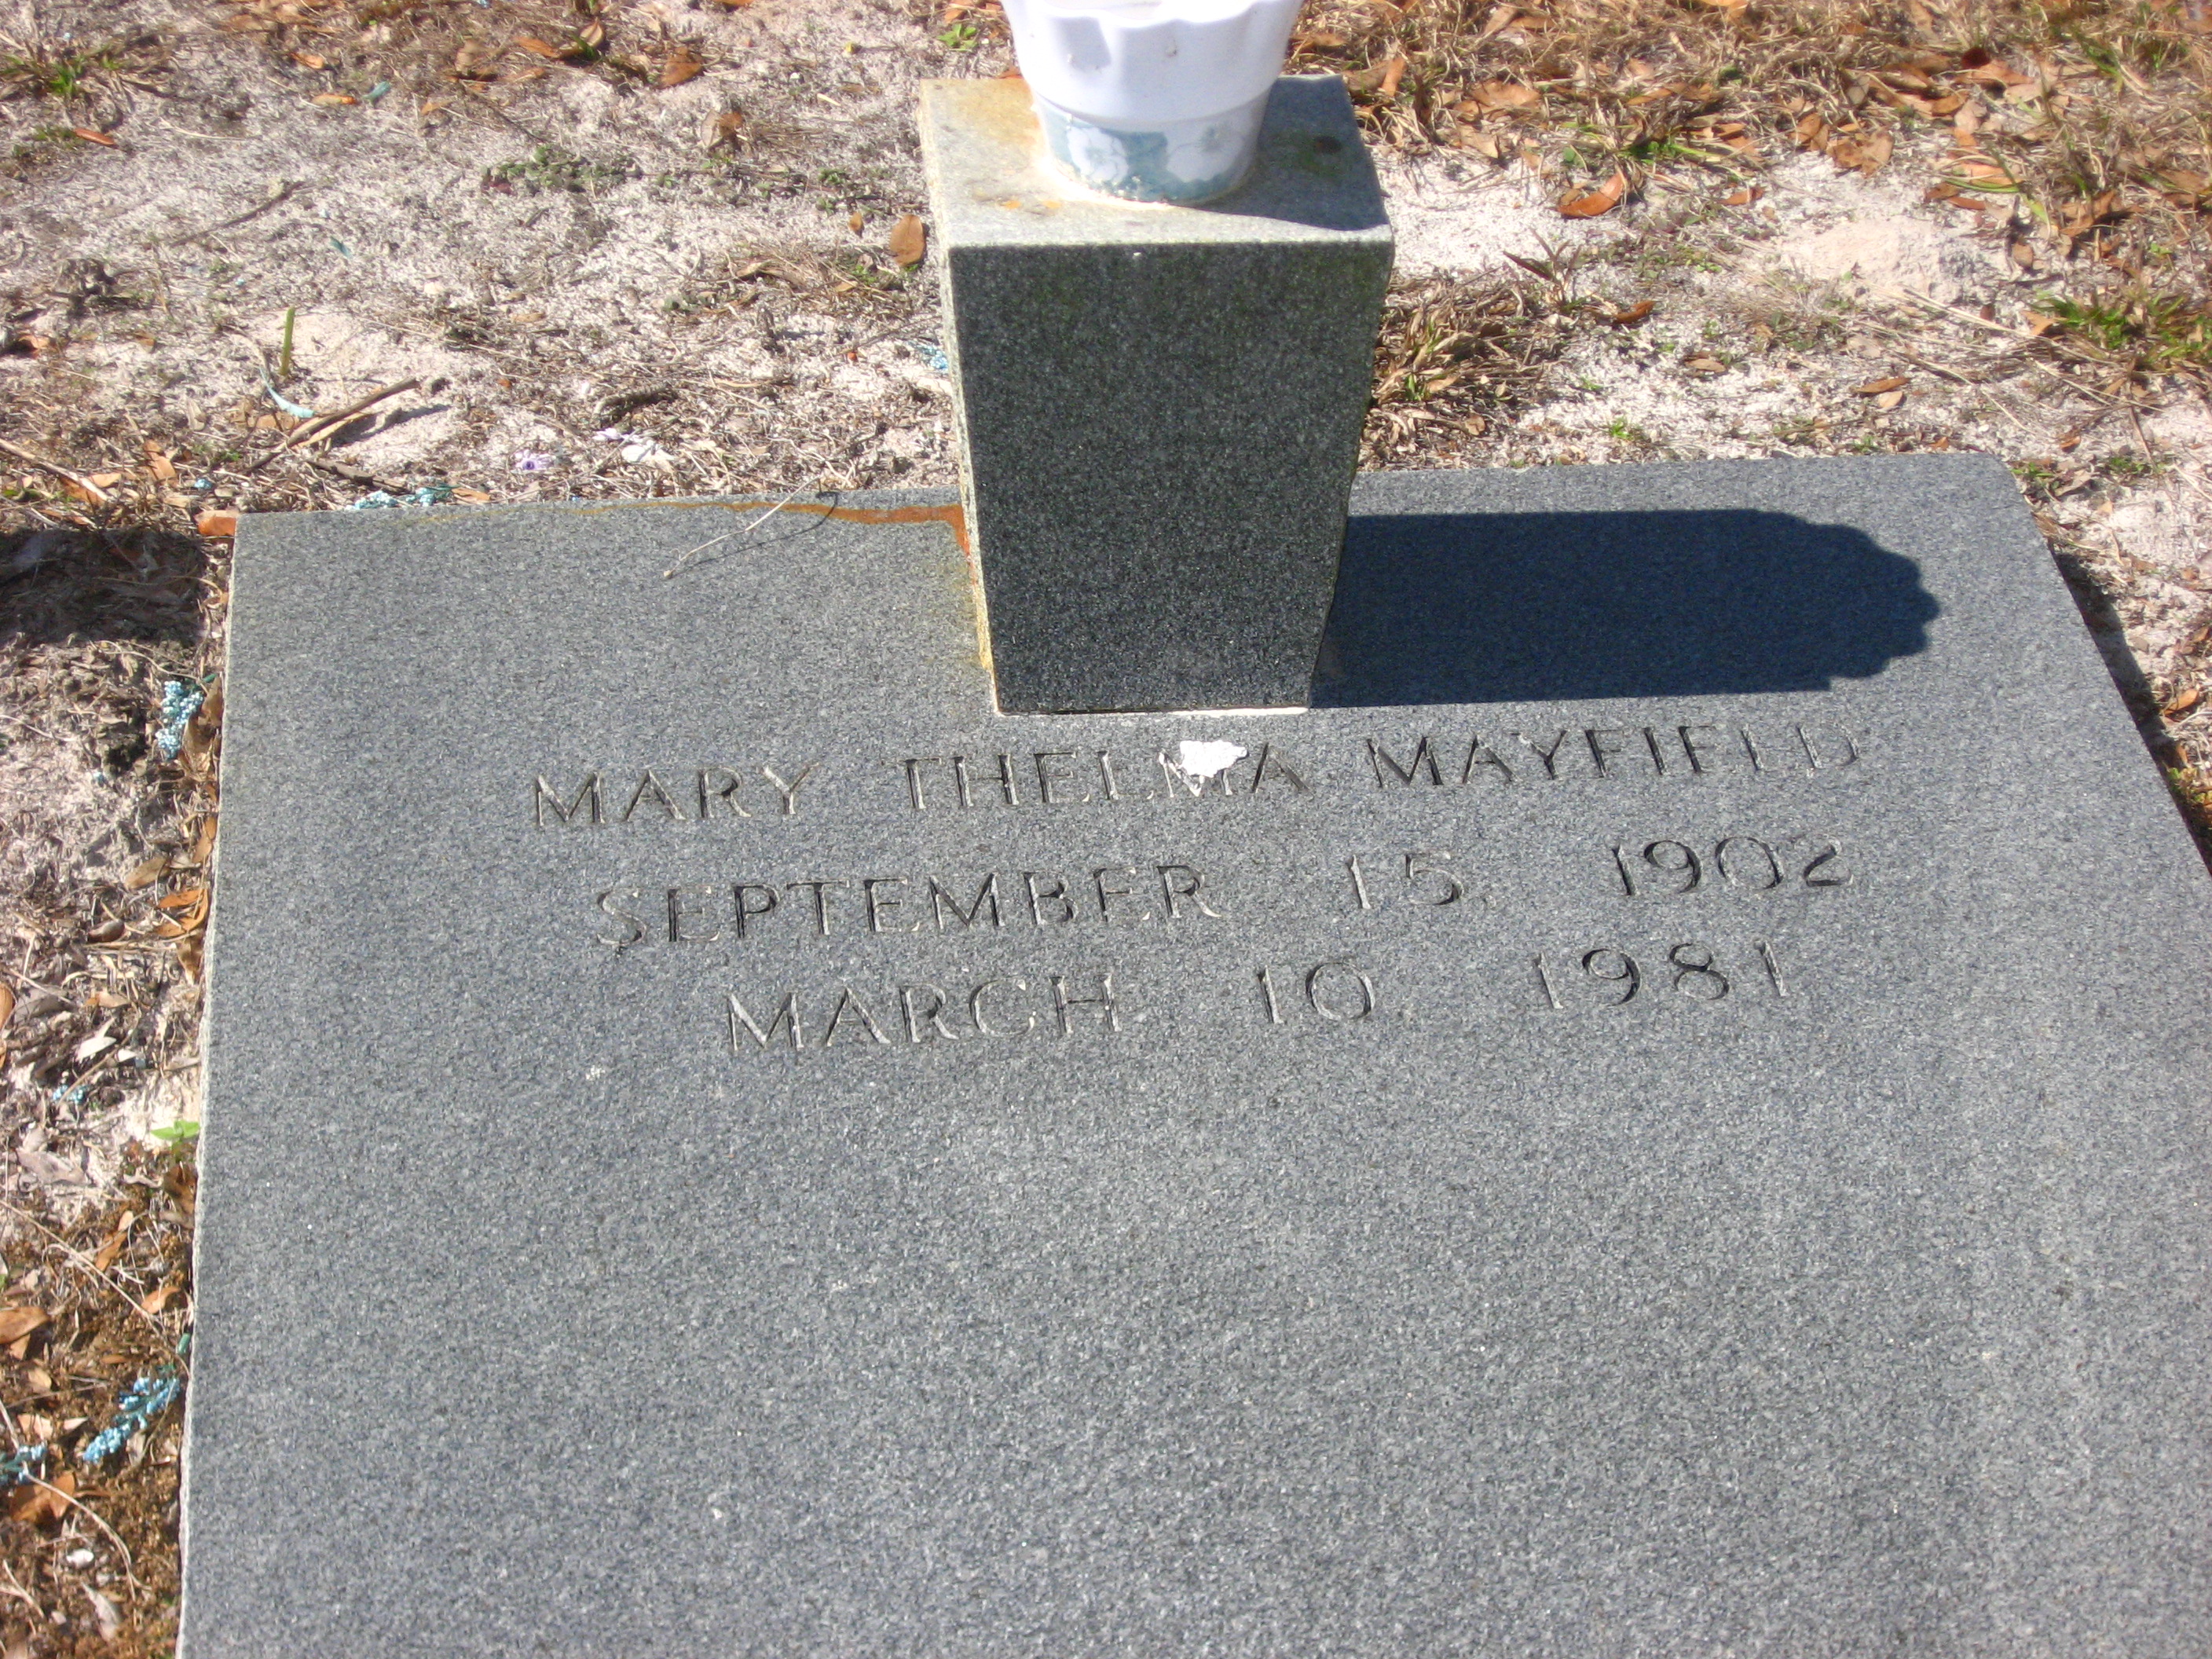 MARY THELMA MAYFIELD
SEPTEMBER 15, 1902
MARCH 10, 1981